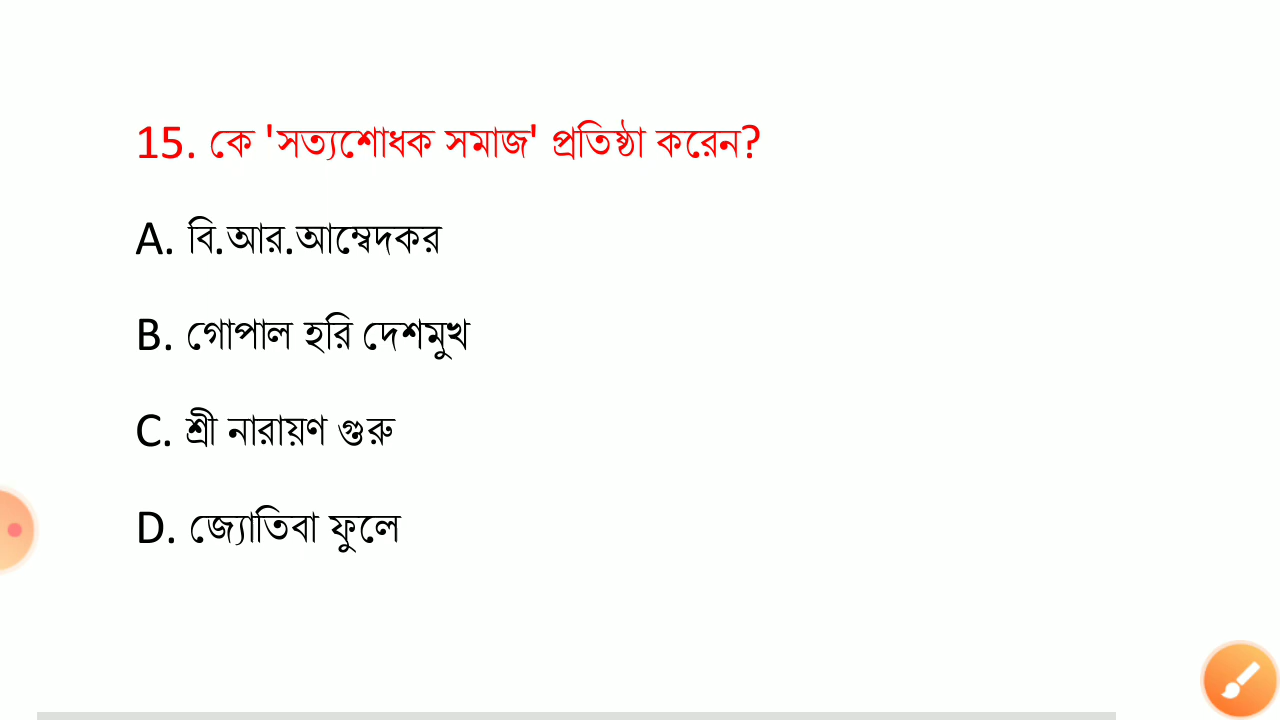 15. কে 'সত্যশোধক সমাজ' প্রতিষ্ঠা করেন?
A. বি.আর.আম্বেদকর
B. গোপাল হরি দেশমুখ
C. শ্রী নারায়ণ গুরু
D. জ্যোতিবা ফুলে